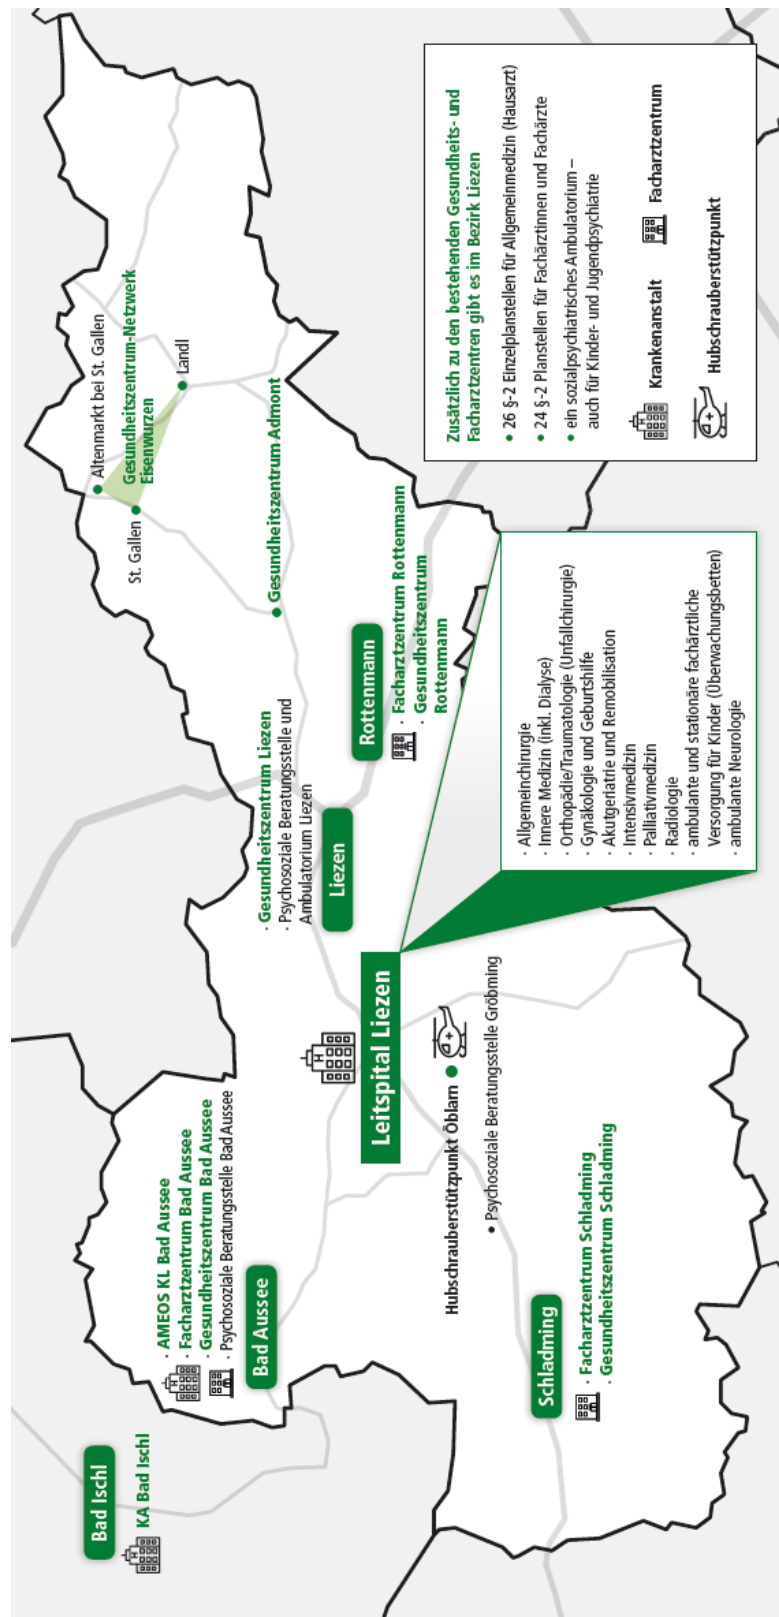 Bad Ischl
KA Bad Ischl
· AMEOS KL Bad Aussee
· Facharztzentrum Bad Aussee
· Gesundheitszentrum Bad Aussee
· Psychosoziale Beratungsstelle Bad Aussee
Bad Aussee
· Gesundheitszentrum Liezen
· Psychosoziale Beratungsstelle und
Ambulatorium Liezen
Liezen
Altenmarkt bei St. Gallen
Gesundheitszentrum-Netzwerk
Eisenwurzen
St. Gallen
Landl
Gesundheitszentrum Admont
Rottenmann
· Facharztzentrum Rottenmann
· Gesundheitszentrum
Rottenmann
Leitspital Liezen
Hubschrauberstützpunkt Öblarn
• Psychosoziale Beratungsstelle Gröbming
Schladming
· Facharztzentrum Schladming
· Gesundheitszentrum Schladming
· Allgemeinchirurgie
· Innere Medizin (inkl. Dialyse)
· Orthopädie/Traumatologie (Unfallchirurgie)
· Gynäkologie und Geburtshilfe
· Akutgeriatrie und Remobilisation
· Intensivmedizin
· Palliativmedizin
· Radiologie
· ambulante und stationäre fachärztliche
Versorgung für Kinder (Überwachungsbetten)
· ambulante Neurologie
Zusätzlich zu den bestehenden Gesundheits- und
Facharztzentren gibt es im Bezirk Liezen
• 26 §-2 Einzelplanstellen für Allgemeinmedizin (Hausarzt)
• 24 §-2 Planstellen für Fachärztinnen und Fachärzte
• ein sozialpsychiatrisches Ambulatorium –
auch für Kinder- und Jugendpsychiatrie
Krankenanstalt
Facharztzentrum
Hubschrauberstützpunkt